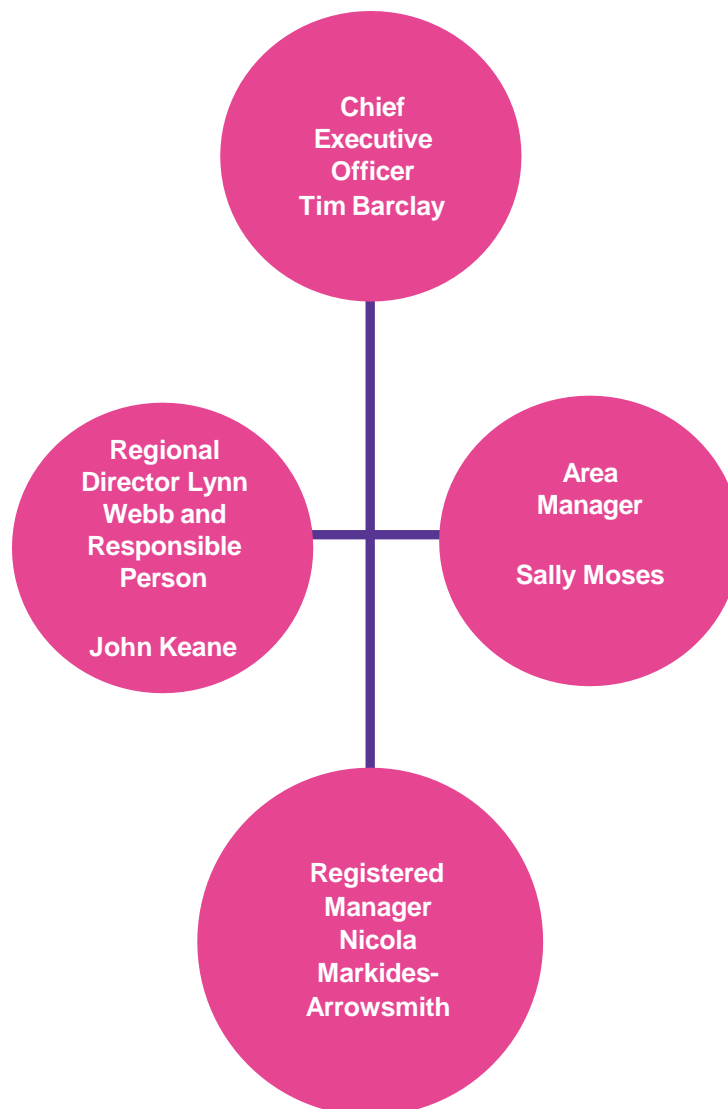 Chief
Executive
Officer
Tim Barclay
Regional
Director Lynn
Webb and
Responsible
Person
John Keane
Area
Manager
Sally Moses
Registered
Manager
Nicola
Markides-
Arrowsmith